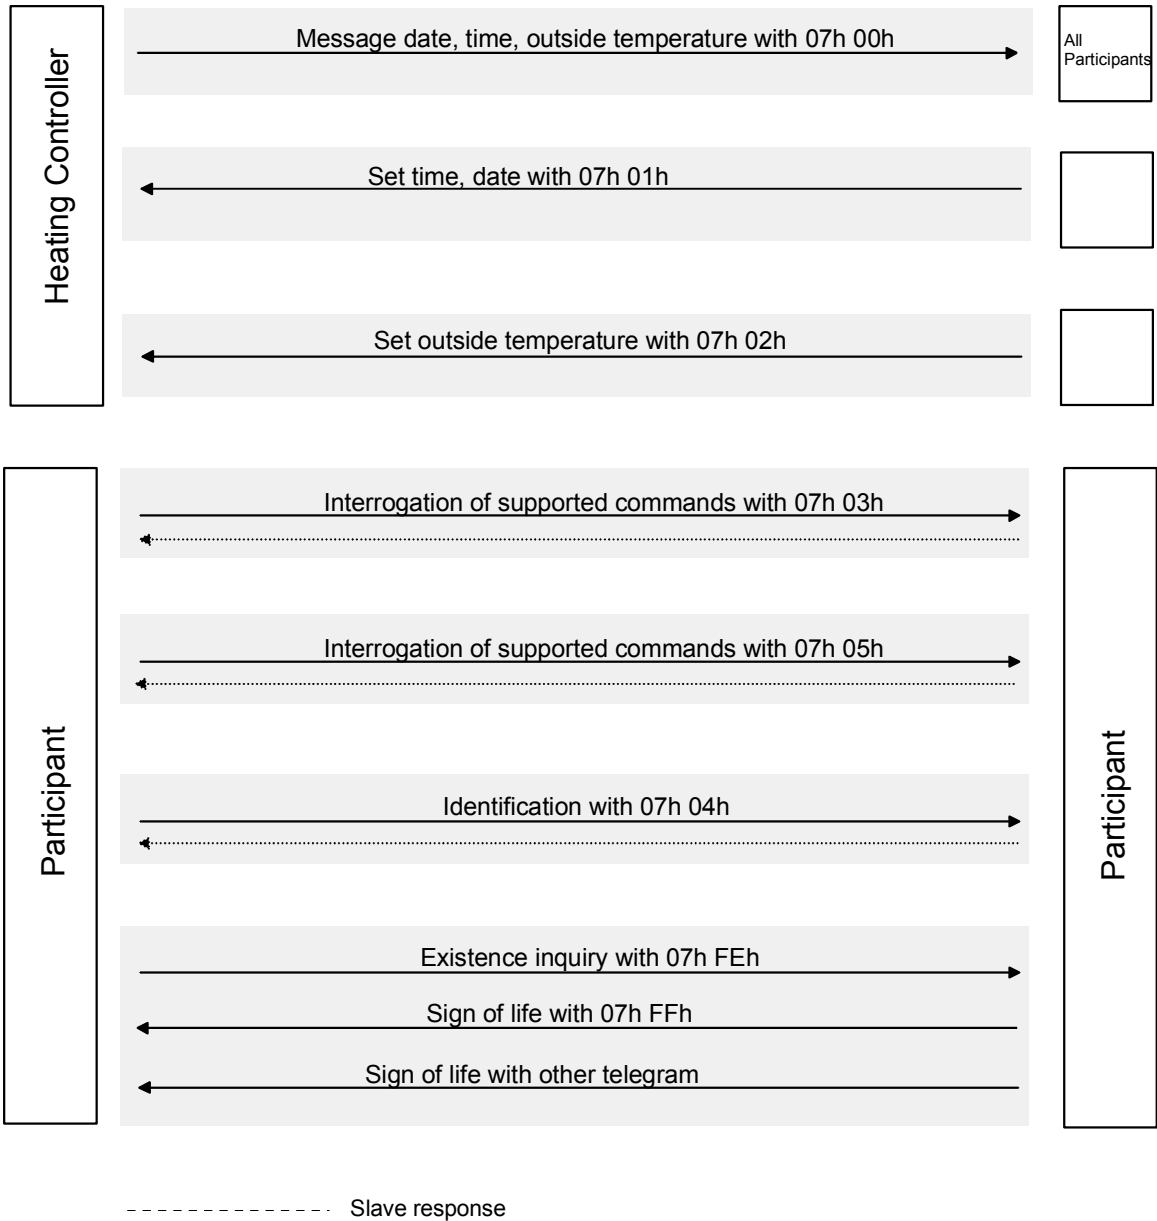 Heating Controller
Message date, time, outside temperature with 07h 00h
All
Participants
Set time, date with 07h 01h
Set outside temperature with 07h 02h
Participant
Interrogation of supported commands with 07h 03h
Interrogation of supported commands with 07h 05h
Identification with 07h 04h
Existence inquiry with 07h FEh
Sign of life with 07h FFh
Sign of life with other telegram
Participant
Slave response